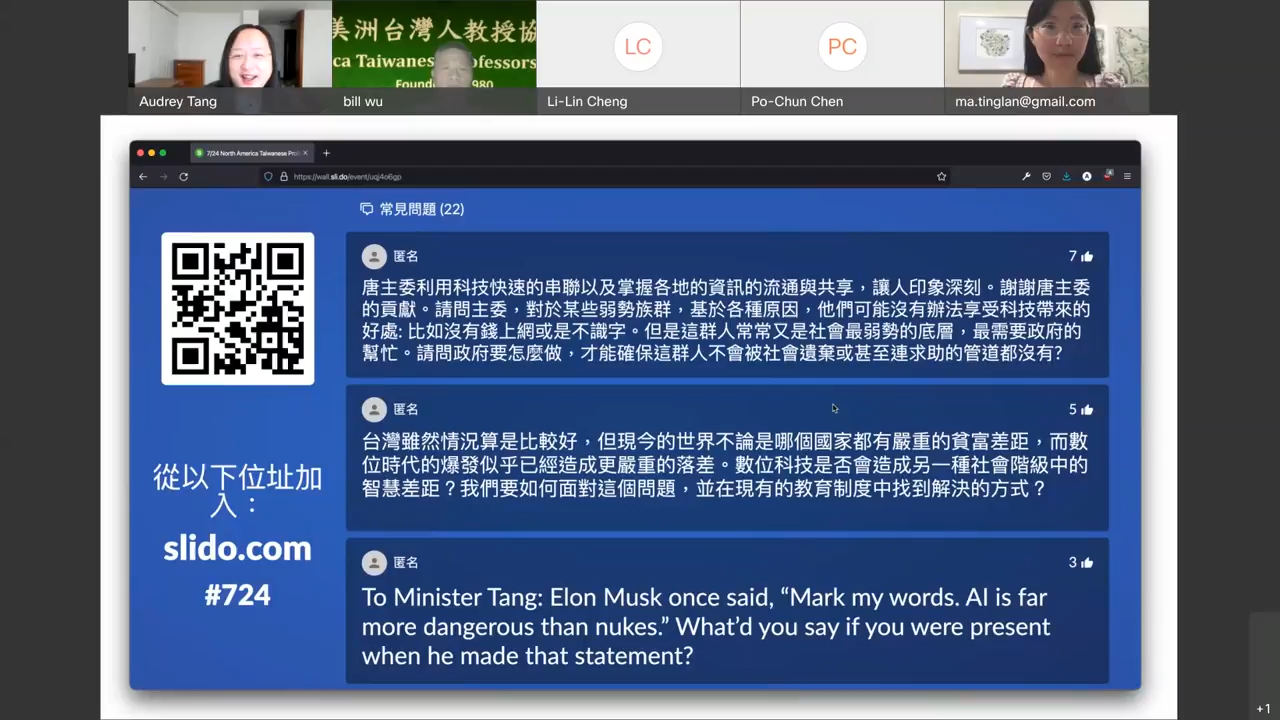 美洲台灣人教授協
ca Taiwanese Professors
Founde 1980
LC
PC
Audrey Tang
bill wu
Li-Lin Cheng
Po-Chun Chen
ma.tinglan@gmail.com
7/24 North America Taiwanese Pro
https://wall.sli.do/event/uqj4o6gp
常見問題 (22)
匿名
7
唐主委利用科技快速的串聯以及掌握各地的資訊的流通與共享，讓人印象深刻。謝謝唐主委
的貢獻。請問主委，對於某些弱勢族群，基於各種原因，他們可能沒有辦法享受科技帶來的
好處: 比如沒有錢上網或是不識字。但是這群人常常又是社會最弱勢的底層，最需要政府的
幫忙。請問政府要怎麼做，才能確保這群人不會被社會遺棄或甚至連求助的管道都沒有?
匿名
5
台灣雖然情況算是比較好，但現今的世界不論是哪個國家都有嚴重的貧富差距，而數
位時代的爆發似乎已經造成更嚴重的落差。數位科技是否會造成另一種社會階級中的
智慧差距？我們要如何面對這個問題，並在現有的教育制度中找到解決的方式？
匿名
3
To Minister Tang: Elon Musk once said, “Mark my words. AI is far
more dangerous than nukes.” What’d you say if you were present
when he made that statement?
從以下位址加
入：
slido.com
#724
+1